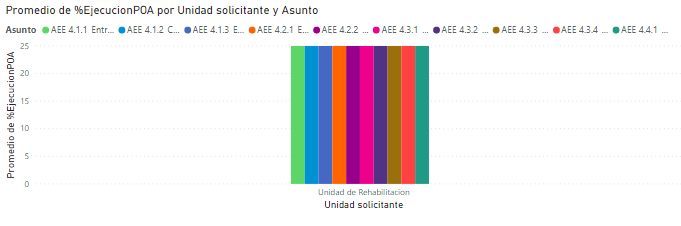 Promedio de %EjecucionPOA por Unidad solicitante y Asunto
Asunto AEE 4.1.1 Entr... AEE 4.1.2 C... AEE 4.1.3 E... AEE 4.2.1 E... AEE 4.2.2 ... AEE 4.3.1 ... AEE 4.3.2 ... AEE 4.3.3 ... AEE 4.3.4 ... AEE 4.4.1 ...
Promedio de %EjecucionPOA
25
20
15
10
5
0
Unidad de Rehabilitacion
Unidad solicitante